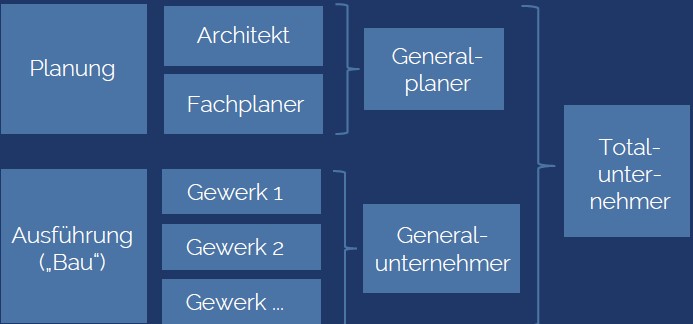 Planung
Architekt
Fachplaner
General-
planer
Ausführung
(„Bau“)
Gewerk 1
Gewerk 2
Gewerk ...
General-
unternehmer
Total-
unter-
nehmer